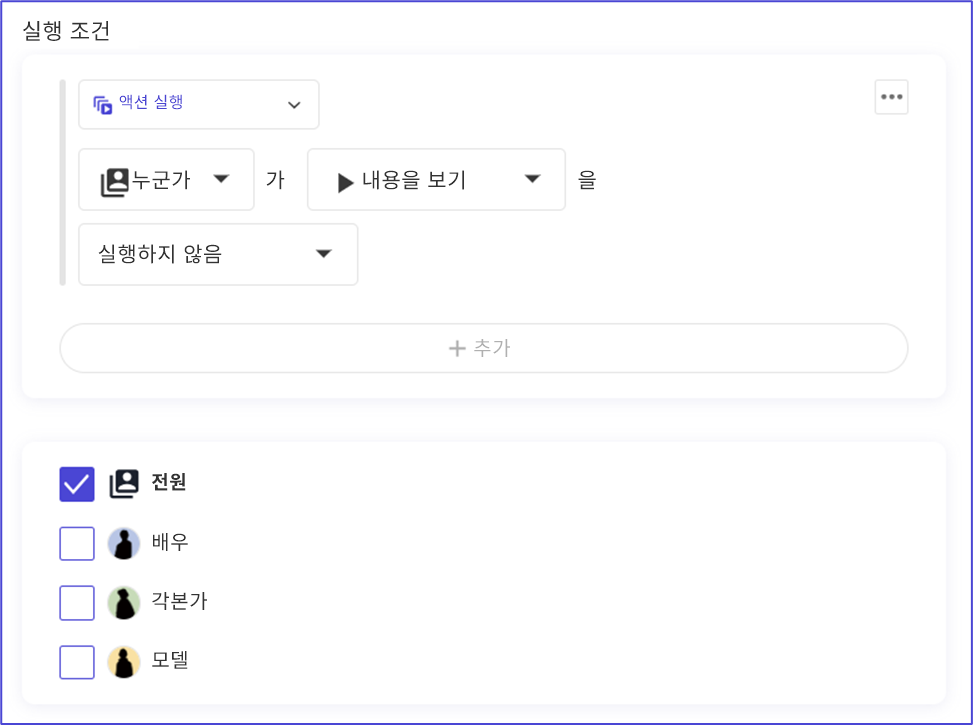 실행 조건
액션 실행
누군가 가 내용을 보기 을
실행하지 않음
+ 추가
전원
배우
각본가
모델